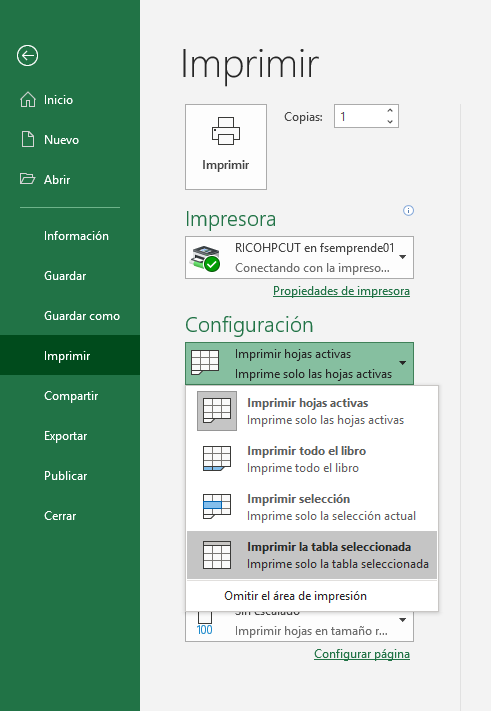 Imprimir
Inicio
Nuevo
Abrir
Información
Guardar
Guardar como
Imprimir
Compartir
Exportar
Publicar
Cerrar
Imprimir
Copias: 1
Impresora
RICOHPCUT en fsemprende01
Conectando con la impreso...
Propiedades de impresora
Configuración
Imprimir hojas activas
Imprime solo las hojas activas
Imprimir hojas activas
Imprime solo las hojas activas
Imprimir todo el libro
Imprime todo el libro
Imprimir selección
Imprime solo la selección actual
Imprimir la tabla seleccionada
Imprime solo la tabla seleccionada
Omitir el área de impresión
Sin escalado
100 Imprimir hojas en tamaño r...
Configurar página